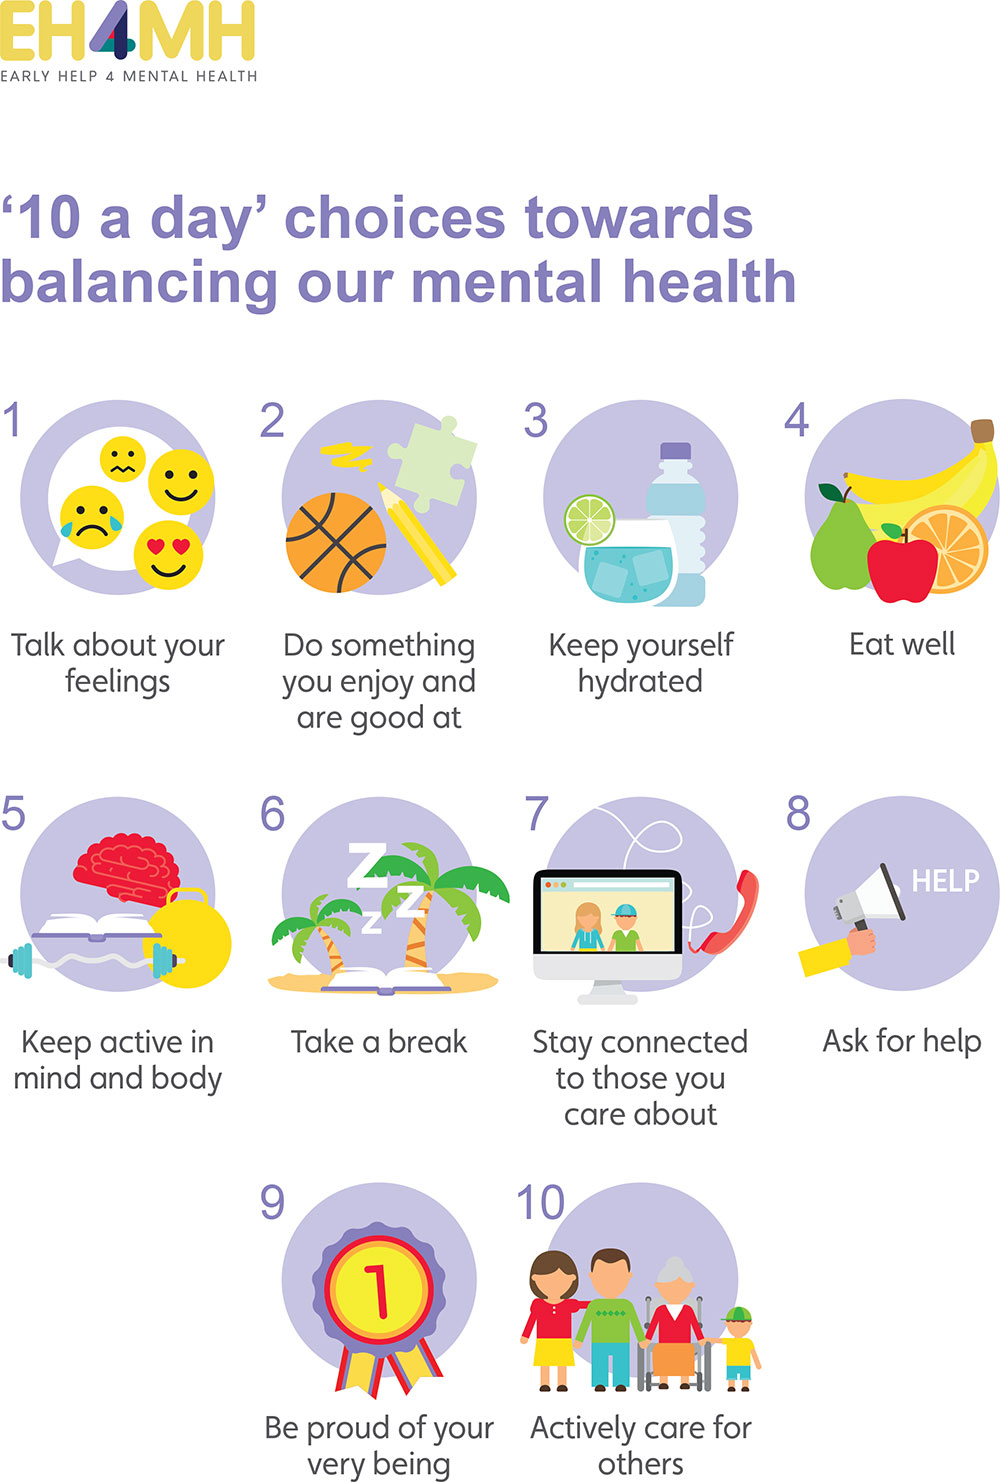 EH4MH
EARLY HELP 4 MENTAL HEALTH
‘10 a day’ choices towards
balancing our mental health
1
Talk about your
feelings
2
Do something
you enjoy and
are good at
3
Keep yourself
hydrated
4
Eat well
5
Keep active in
mind and body
6
Z
Z
Z
Take a break
7
Stay connected
to those you
care about
8
HELP
Ask for help
9
1
Be proud of your
very being
10
Actively care for
others